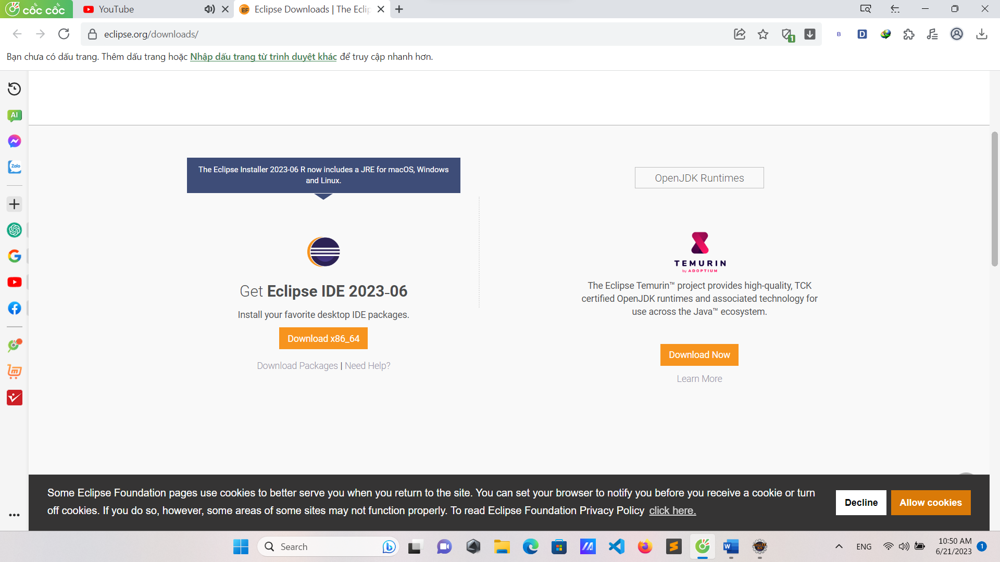 cốc cốc
YouTube
Eclipse Downloads | The Eclip
eclipse.org/downloads/
1
B
D
Bạn chưa có dấu trang. Thêm dấu trang hoặc Nhập dấu trang từ trình duyệt khác để truy cập nhanh hơn.
AI
Zalo
The Eclipse Installer 2023-06 R now includes a JRE for macOS, Windows
and Linux.
Get Eclipse IDE 2023-06
Install your favorite desktop IDE packages.
Download x86_64
Download Packages | Need Help?
OpenJDK Runtimes
TEMURIN
by ADOPTIUM
The Eclipse Temurin™ project provides high-quality, TCK
certified OpenJDK runtimes and associated technology for
use across the Java™ ecosystem.
Download Now
Learn More
Some Eclipse Foundation pages use cookies to better serve you when you return to the site. You can set your browser to notify you before you receive a cookie or turn
off cookies. If you do so, however, some areas of some sites may not function properly. To read Eclipse Foundation Privacy Policy click here.
Decline
Allow cookies
Search
ENG
10:50 AM
6/21/2023
1